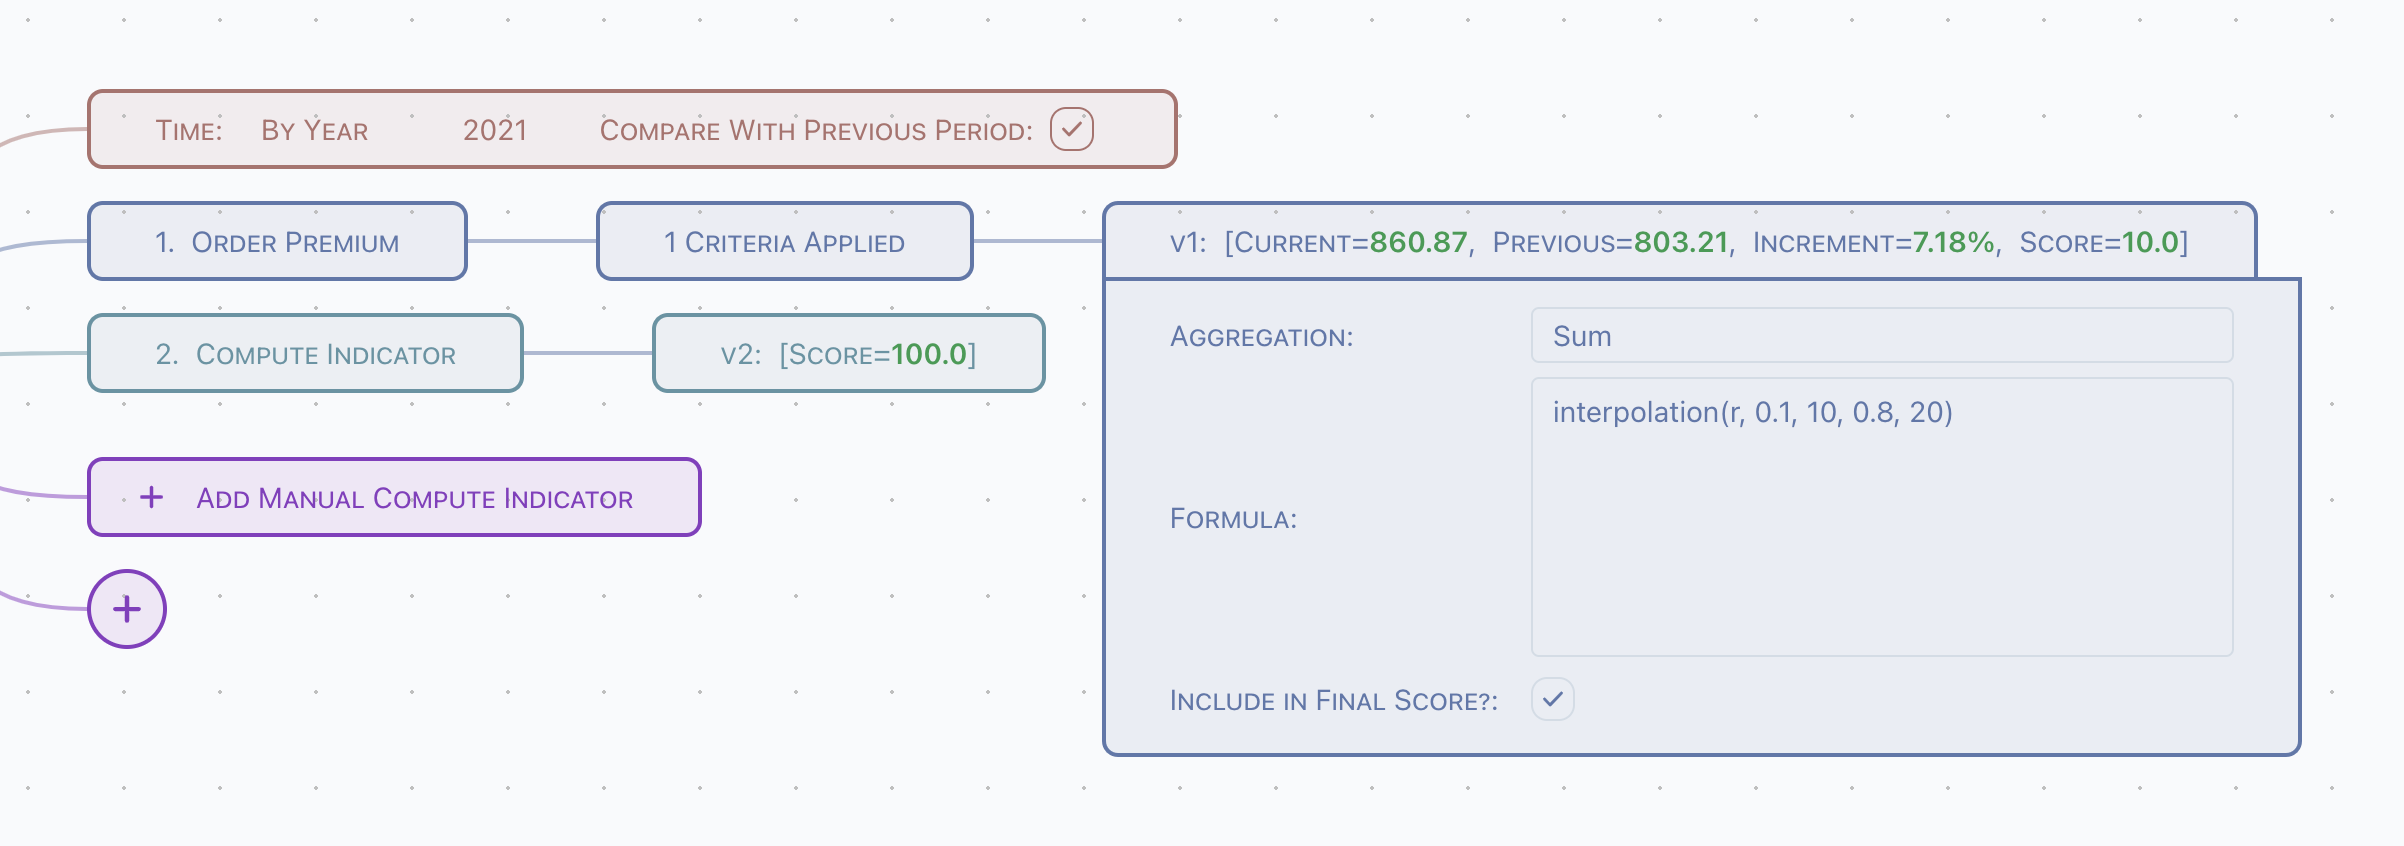 Time: By Year 2021 Compare With Previous Period:
1. Order Premium
1 Criteria Applied
v1: [Current=860.87, Previous=803.21, Increment=7.18%, Score=10.0]
2. Compute Indicator
v2: [Score=100.0]
Aggregation: Sum
Formula: interpolation(r, 0.1, 10, 0.8, 20)
Include in Final Score?:
+ Add Manual Compute Indicator
+